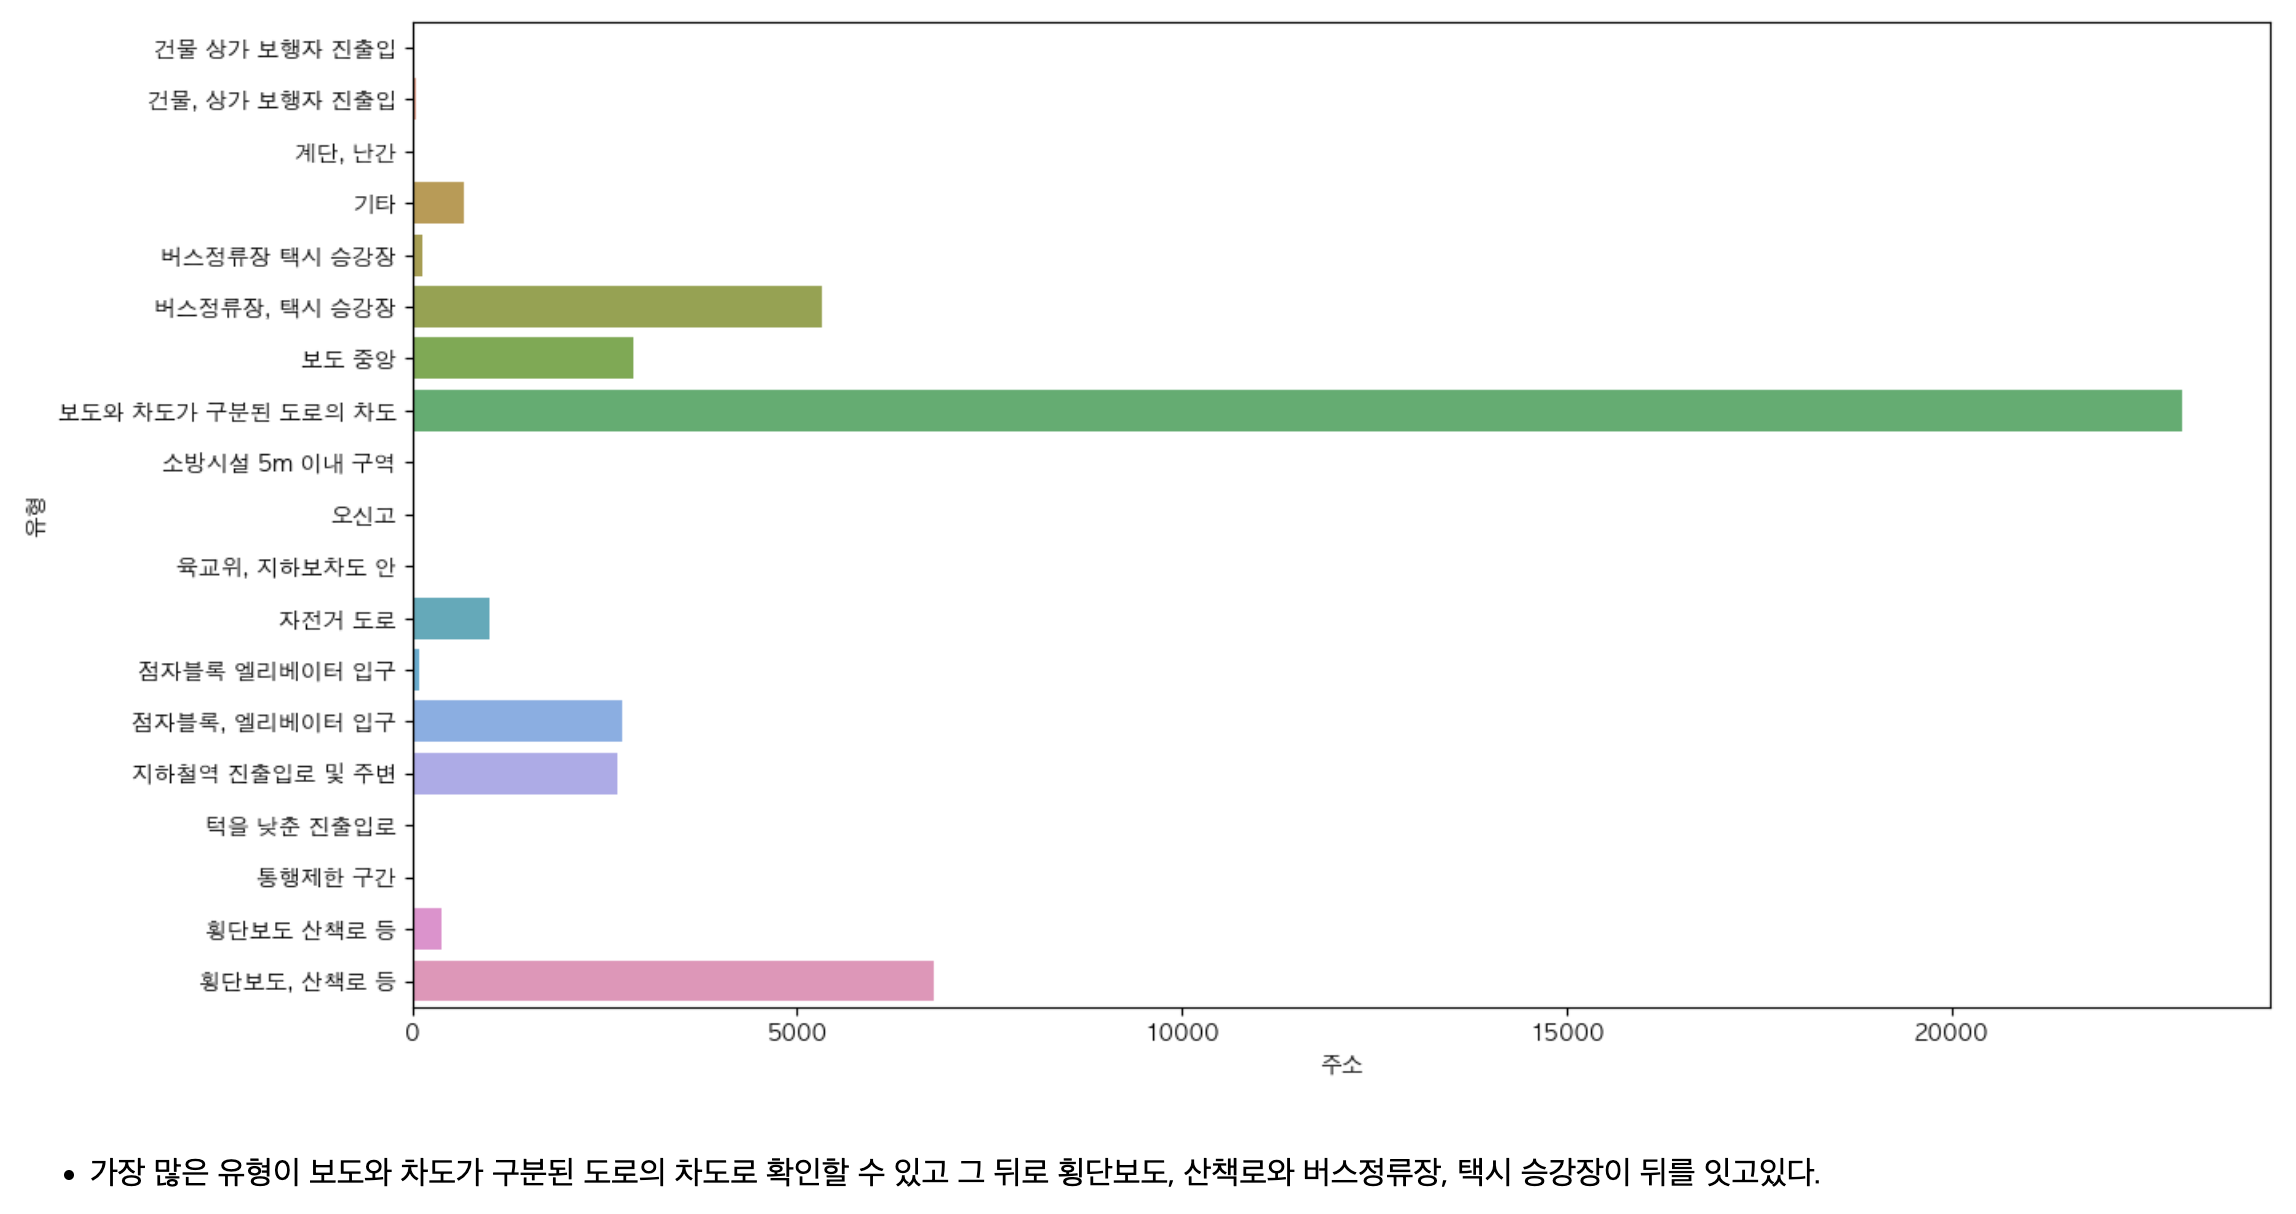 건물 상가 보행자 진출입
건물, 상가 보행자 진출입
계단, 난간
기타
버스정류장 택시 승강장
버스정류장, 택시 승강장
보도 중앙
보도와 차도가 구분된 도로의 차도
소방시설 5m 이내 구역
오신고
육교위, 지하보차도 안
자전거 도로
점자블록 엘리베이터 입구
점자블록, 엘리베이터 입구
지하철역 진출입로 및 주변
턱을 낮춘 진출입로
통행제한 구간
횡단보도 산책로 등
횡단보도, 산책로 등
유형
0 5000 10000 15000 20000
주소
• 가장 많은 유형이 보도와 차도가 구분된 도로의 차도로 확인할 수 있고 그 뒤로 횡단보도, 산책로와 버스정류장, 택시 승강장이 뒤를 잇고있다.